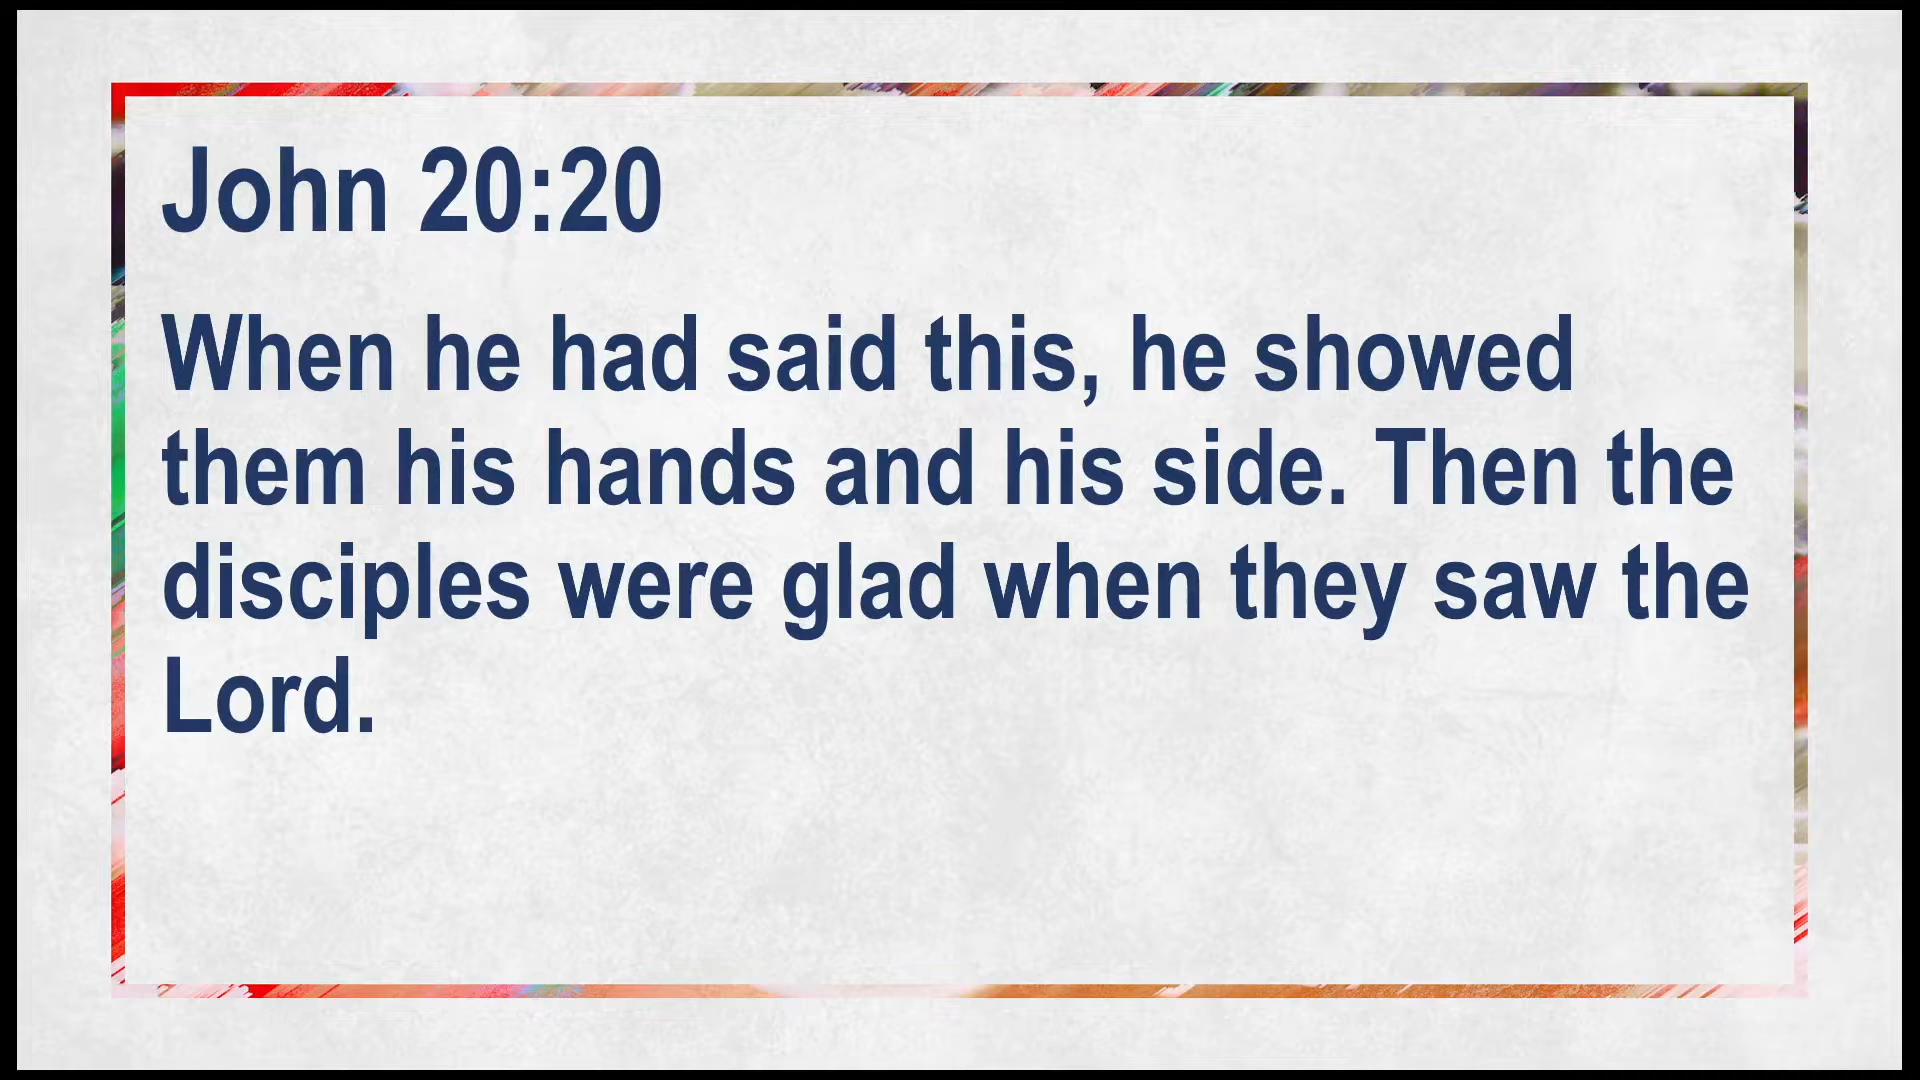 John 20:20
When he had said this, he showed
them his hands and his side. Then the
disciples were glad when they saw the
Lord.